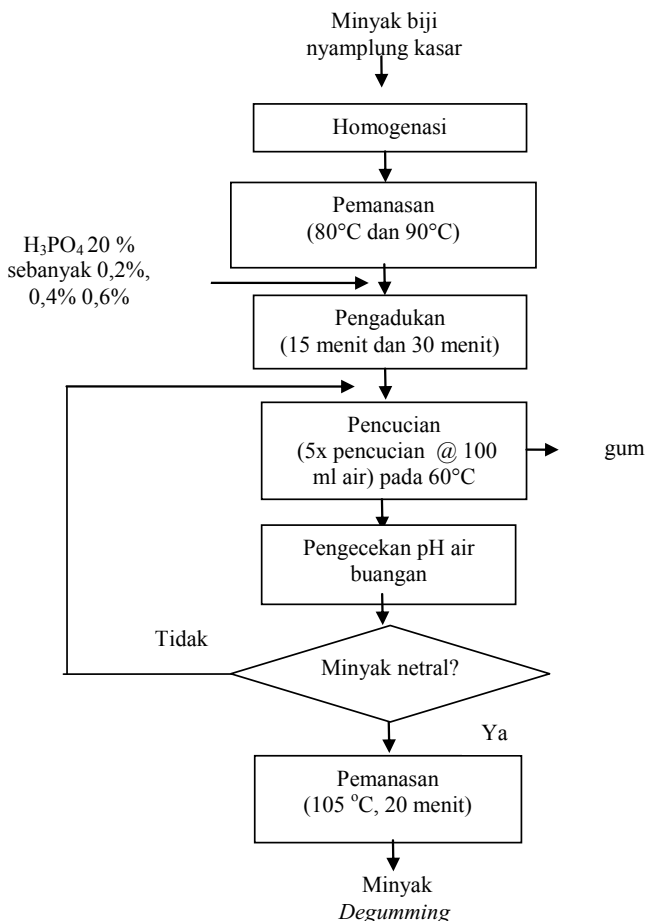 Minyak biji
nyamplung kasar
Homogenasi
Pemanasan
(80°C dan 90°C)
H₃PO₄ 20 %
sebanyak 0,2%,
0,4% 0,6%
Pengadukan
(15 menit dan 30 menit)
Pencucian
(5x pencucian @ 100
ml air) pada 60°C
gum
Pengecekan pH air
buangan
Tidak
Minyak netral?
Ya
Pemanasan
(105 °C, 20 menit)
Minyak
Degumming